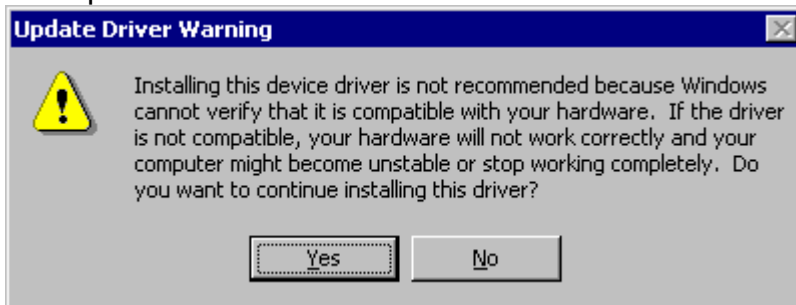 Update Driver Warning
Installing this device driver is not recommended because Windows
cannot verify that it is compatible with your hardware.  If the driver
is not compatible, your hardware will not work correctly and your
computer might become unstable or stop working completely.  Do
you want to continue installing this driver?
Yes No